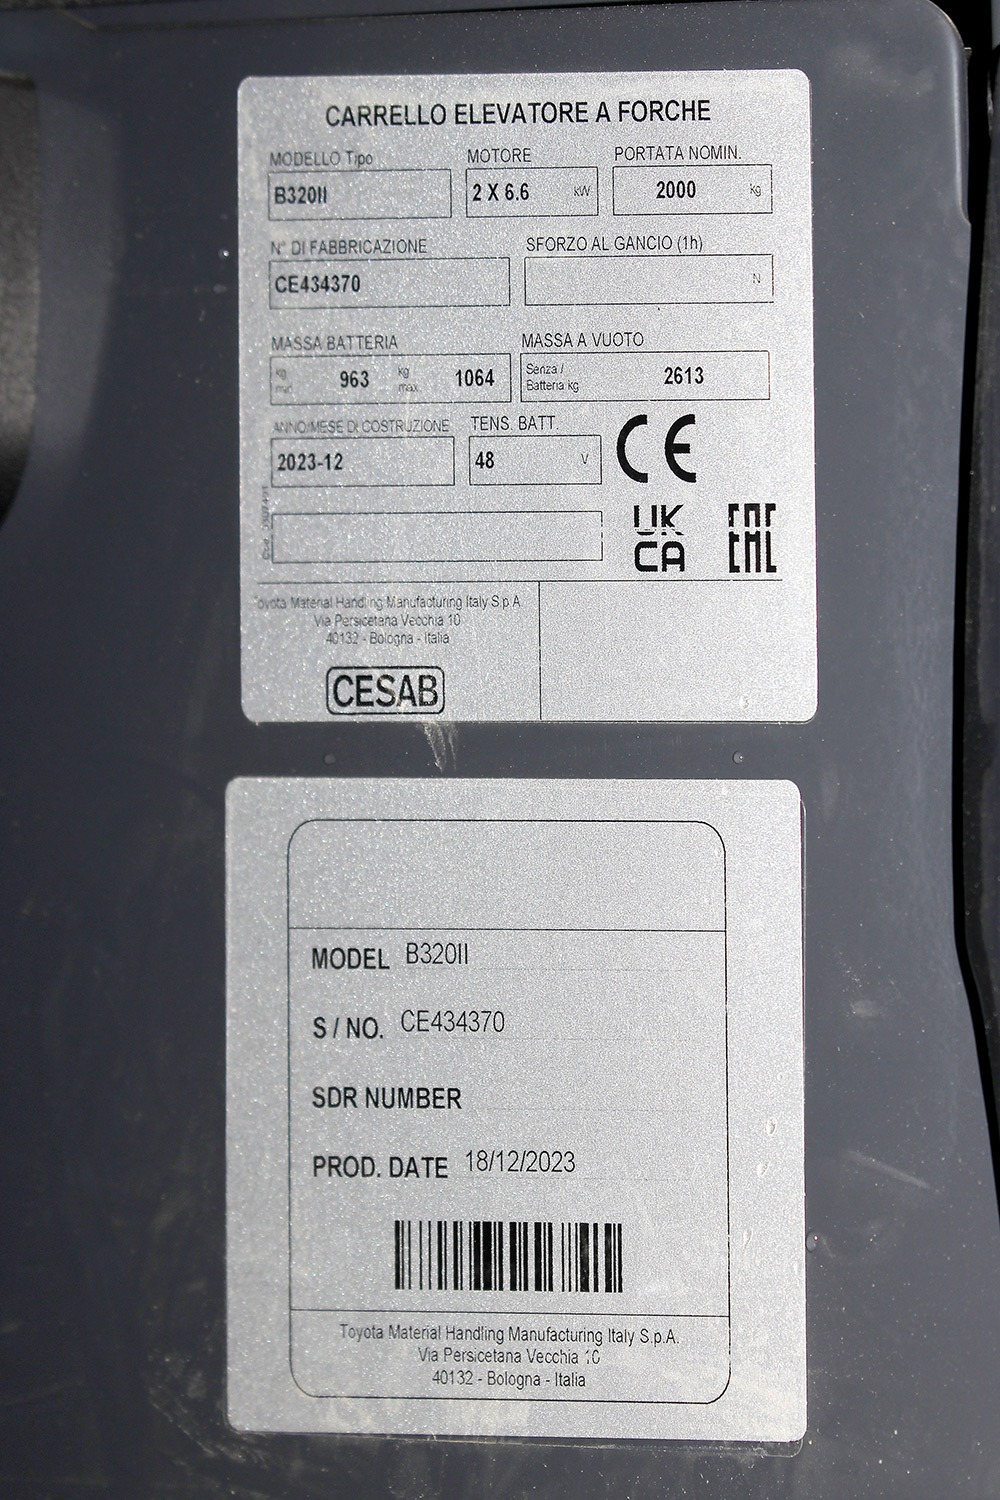 CARRELLO ELEVATORE A FORCHE
MODELLO Tipo MOTORE PORTATA NOMIN.
B320II 2 X 6.6 kW 2000 kg
N° DI FABBRICAZIONE SFORZO AL GANCIO (1h)
CE434370 N
MASSA BATTERIA MASSA A VUOTO
kg min 963 kg max 1064 Senza / Batteria kg 2613
ANNO/MESE DI COSTRUZIONE TENS. BATT.
2023-12 48 V
CE
UK
CA EAC
Toyota Material Handling Manufacturing Italy S.p.A.
Via Persicetana Vecchia 10
40132 - Bologna - Italia
CESAB
MODEL B320II
S / NO. CE434370
SDR NUMBER
PROD. DATE 18/12/2023
Toyota Material Handling Manufacturing Italy S.p.A.
Via Persicetana Vecchia 10
40132 - Bologna - Italia